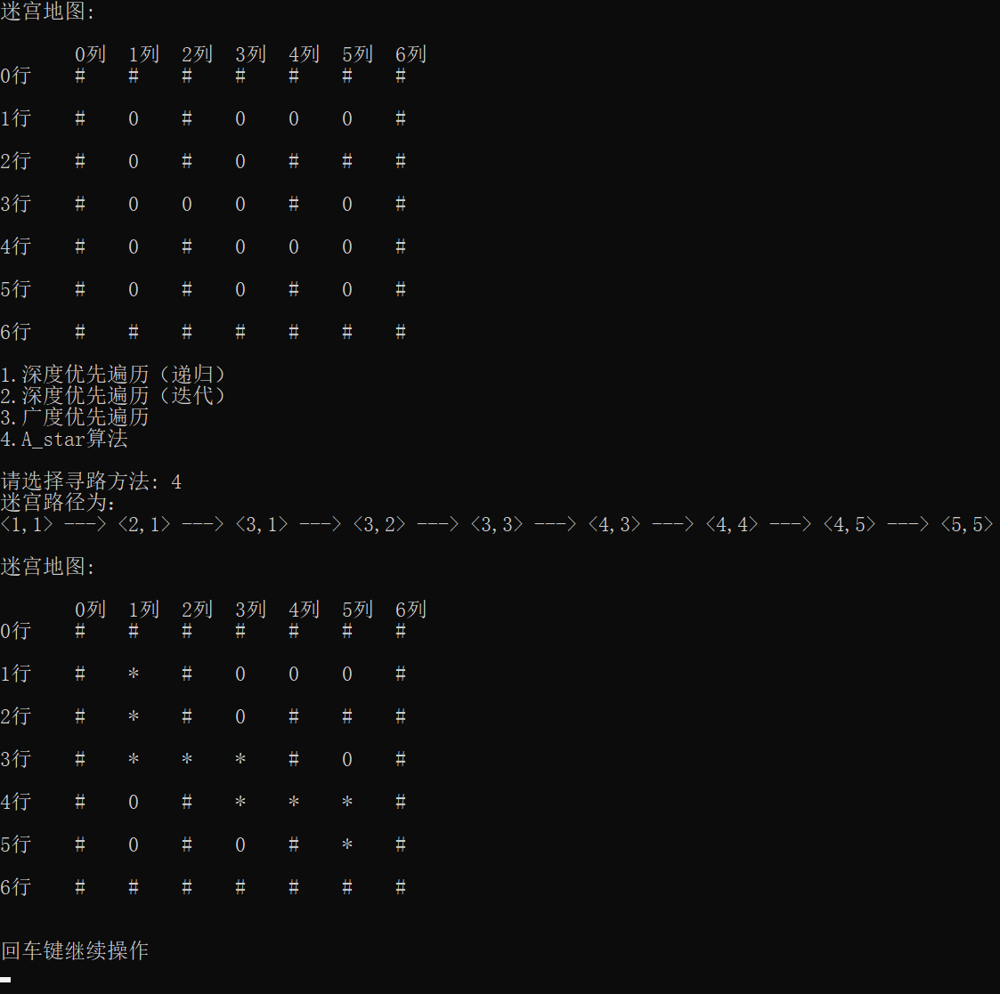 迷宫地图:
0列 1列 2列 3列 4列 5列 6列
0行 # # # # # # #
1行 # 0 # 0 0 0 #
2行 # 0 # 0 # # #
3行 # 0 0 0 # 0 #
4行 # 0 # 0 0 0 #
5行 # 0 # 0 # 0 #
6行 # # # # # # #
1.深度优先遍历（递归）
2.深度优先遍历（迭代）
3.广度优先遍历
4.A_star算法
请选择寻路方法: 4
迷宫路径为:
<1,1> ---> <2,1> ---> <3,1> ---> <3,2> ---> <3,3> ---> <4,3> ---> <4,4> ---> <4,5> ---> <5,5>
迷宫地图:
0列 1列 2列 3列 4列 5列 6列
0行 # # # # # # #
1行 # * # 0 0 0 #
2行 # * # 0 # # #
3行 # * * * # 0 #
4行 # 0 # * * * #
5行 # 0 # 0 # * #
6行 # # # # # # #
回车键继续操作